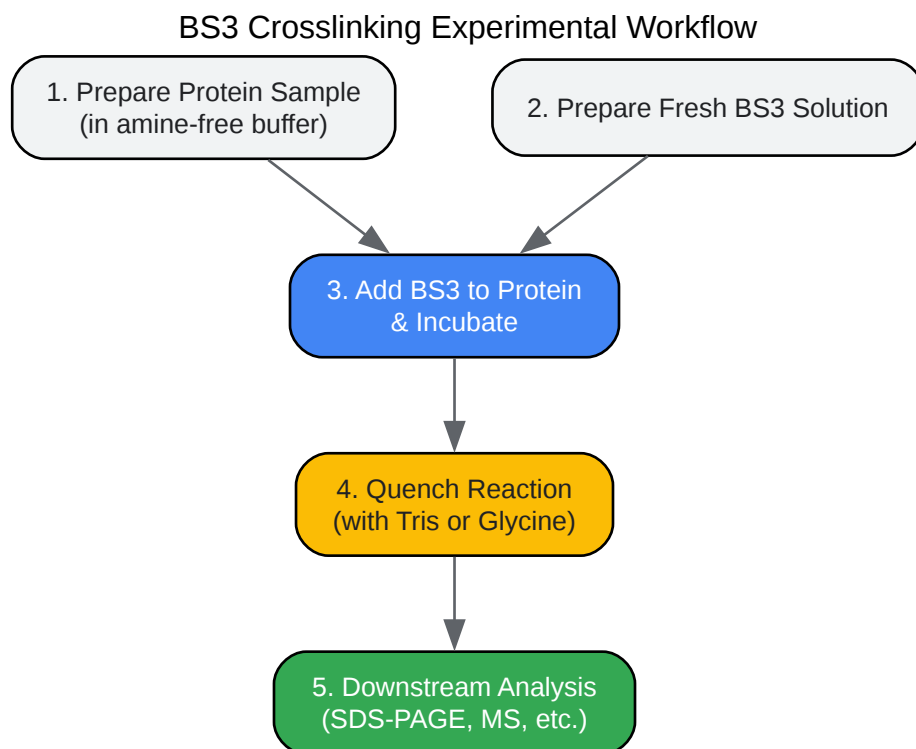 BS3 Crosslinking Experimental Workflow
1. Prepare Protein Sample
(in amine-free buffer)
2. Prepare Fresh BS3 Solution
3. Add BS3 to Protein
& Incubate
4. Quench Reaction
(with Tris or Glycine)
5. Downstream Analysis
(SDS-PAGE, MS, etc.)